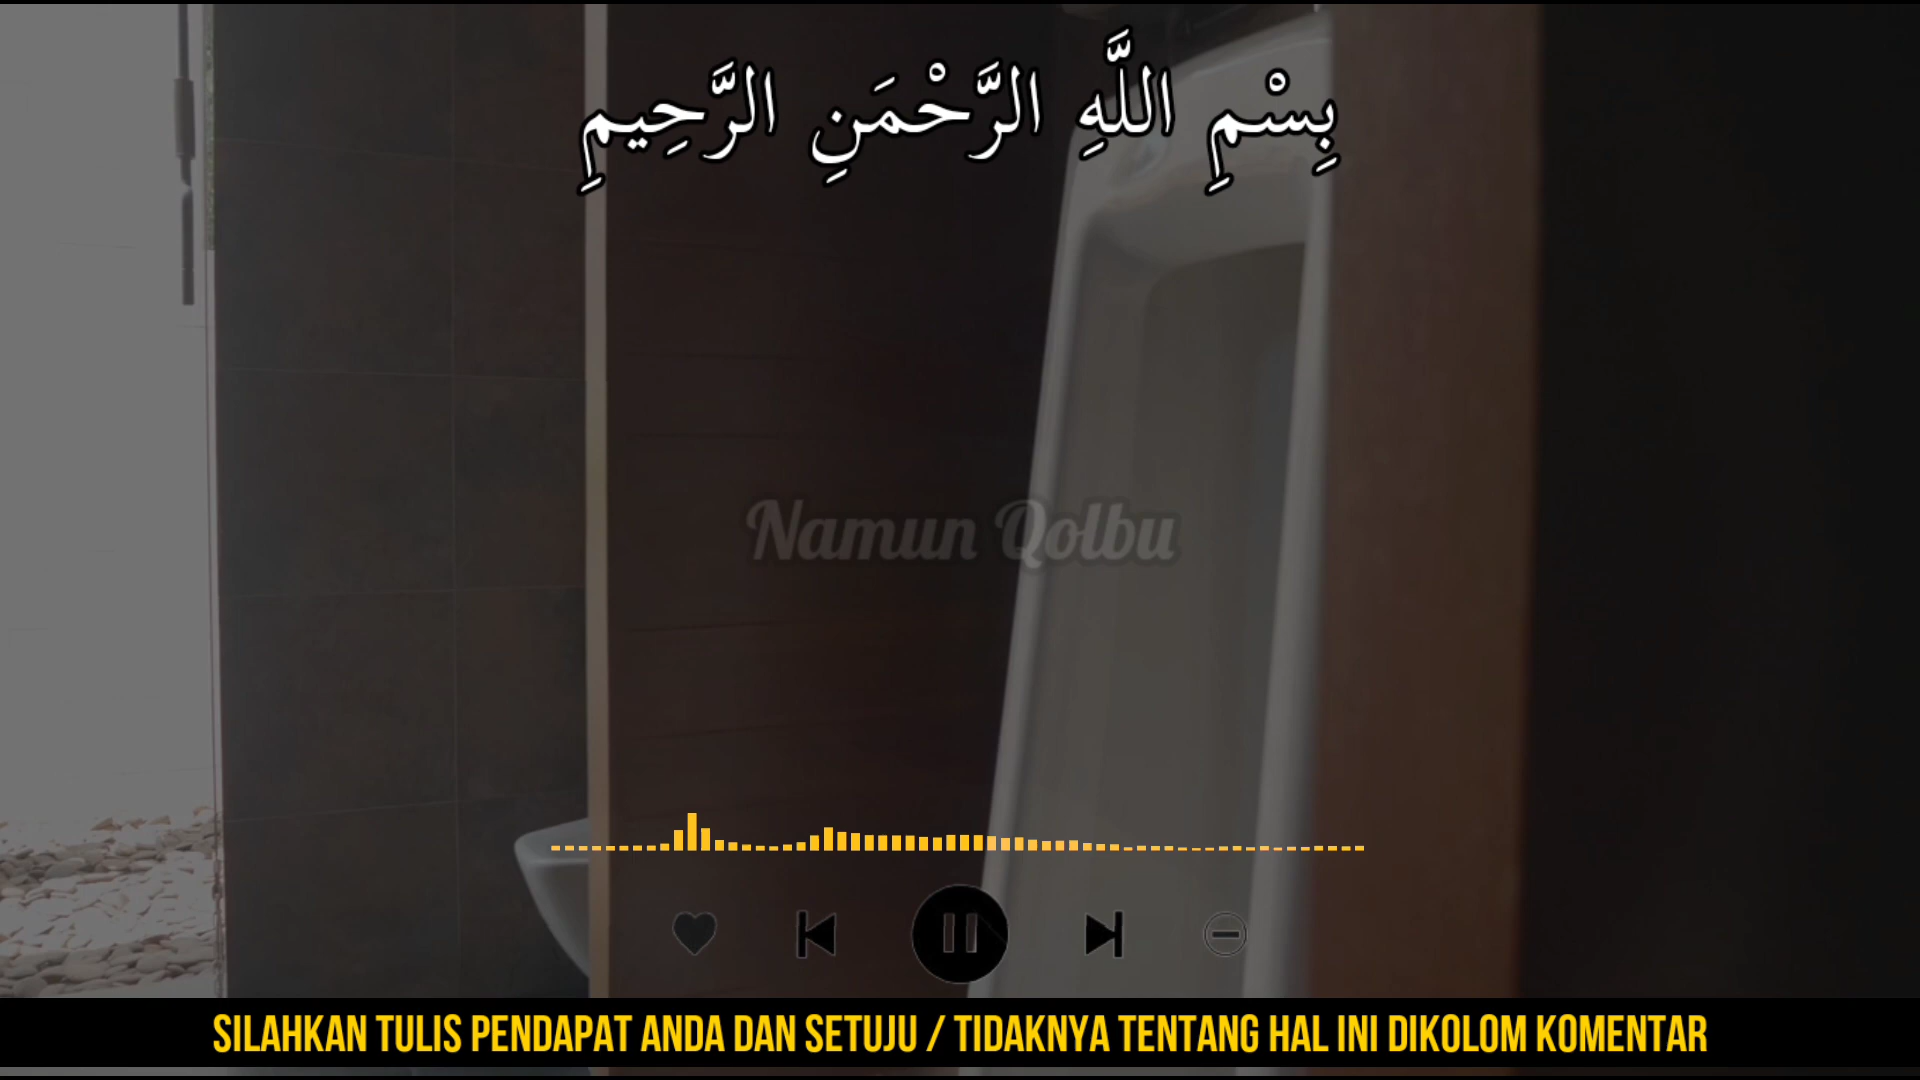 بِسْمِ اللَّهِ الرَّحْمَنِ الرَّحِيمِ
Namun Qolbu
SILAHKAN TULIS PENDAPAT ANDA DAN SETUJU / TIDAKNYA TENTANG HAL INI DIKOLOM KOMENTAR